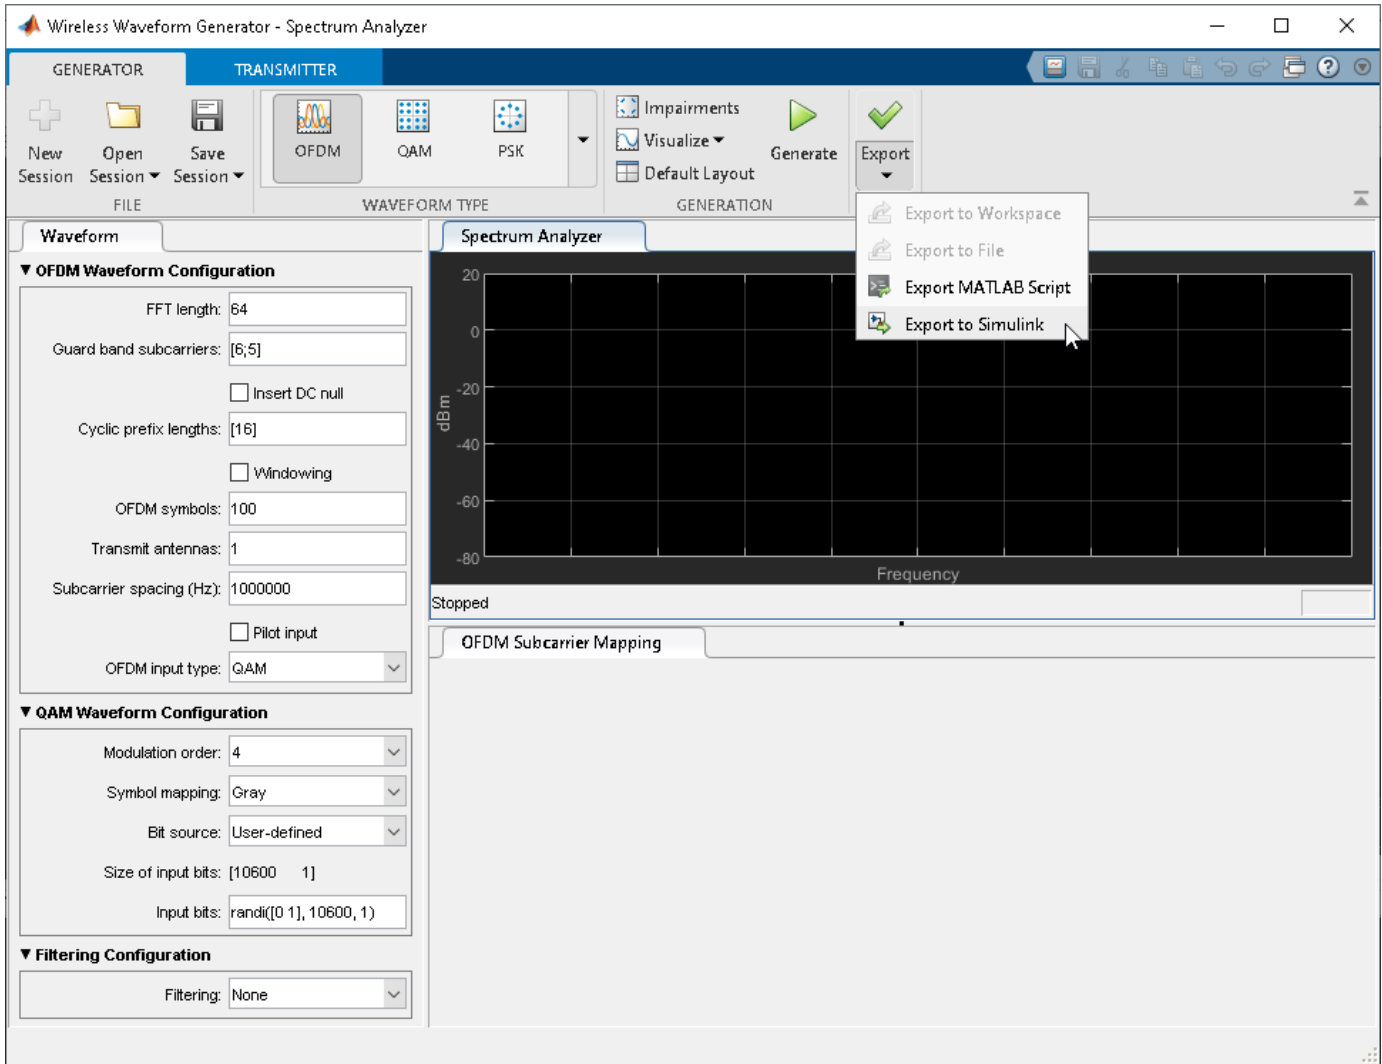 Wireless Waveform Generator - Spectrum Analyzer
GENERATOR
TRANSMITTER
New Session
Open Session
Save Session
FILE
OFDM
QAM
PSK
WAVEFORM TYPE
Impairments
Visualize
Default Layout
Generate
GENERATION
Export
Export to Workspace
Export to File
Export MATLAB Script
Export to Simulink
Waveform
OFDM Waveform Configuration
FFT length: 64
Guard band subcarriers: [6;5]
Insert DC null
Cyclic prefix lengths: [16]
Windowing
OFDM symbols: 100
Transmit antennas: 1
Subcarrier spacing (Hz): 1000000
Pilot input
OFDM input type: QAM
QAM Waveform Configuration
Modulation order: 4
Symbol mapping: Gray
Bit source: User-defined
Size of input bits: [10600 1]
Input bits: randi([0 1], 10600, 1)
Filtering Configuration
Filtering: None
Spectrum Analyzer
20
0
-20
-40
-60
-80
dBm
Frequency
Stopped
OFDM Subcarrier Mapping